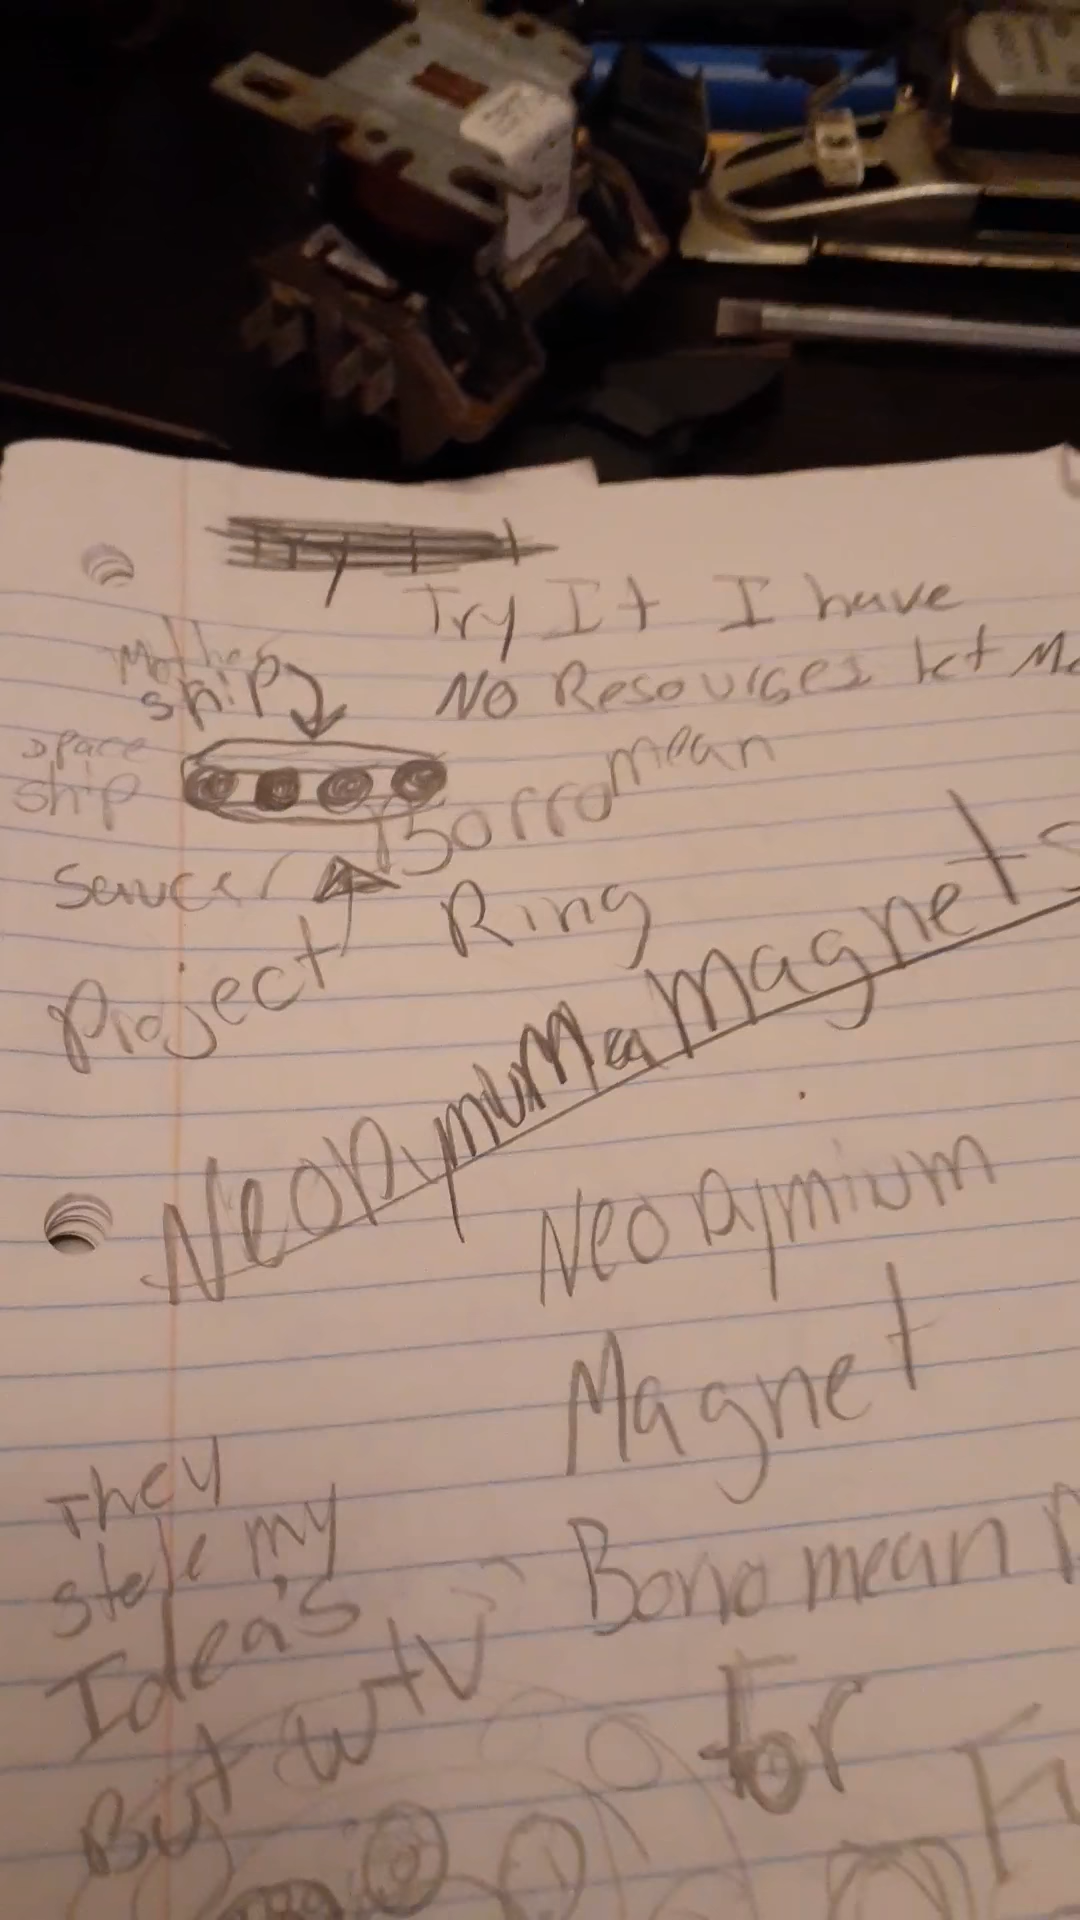 Try It I have
No Resources let Me
Mother
ship
space
ship
Borromean
Ring
Project
NeoDymium Magnets
NeoDymium
Magnet
They
stole my
Idea's
But wtv
Borromean
for